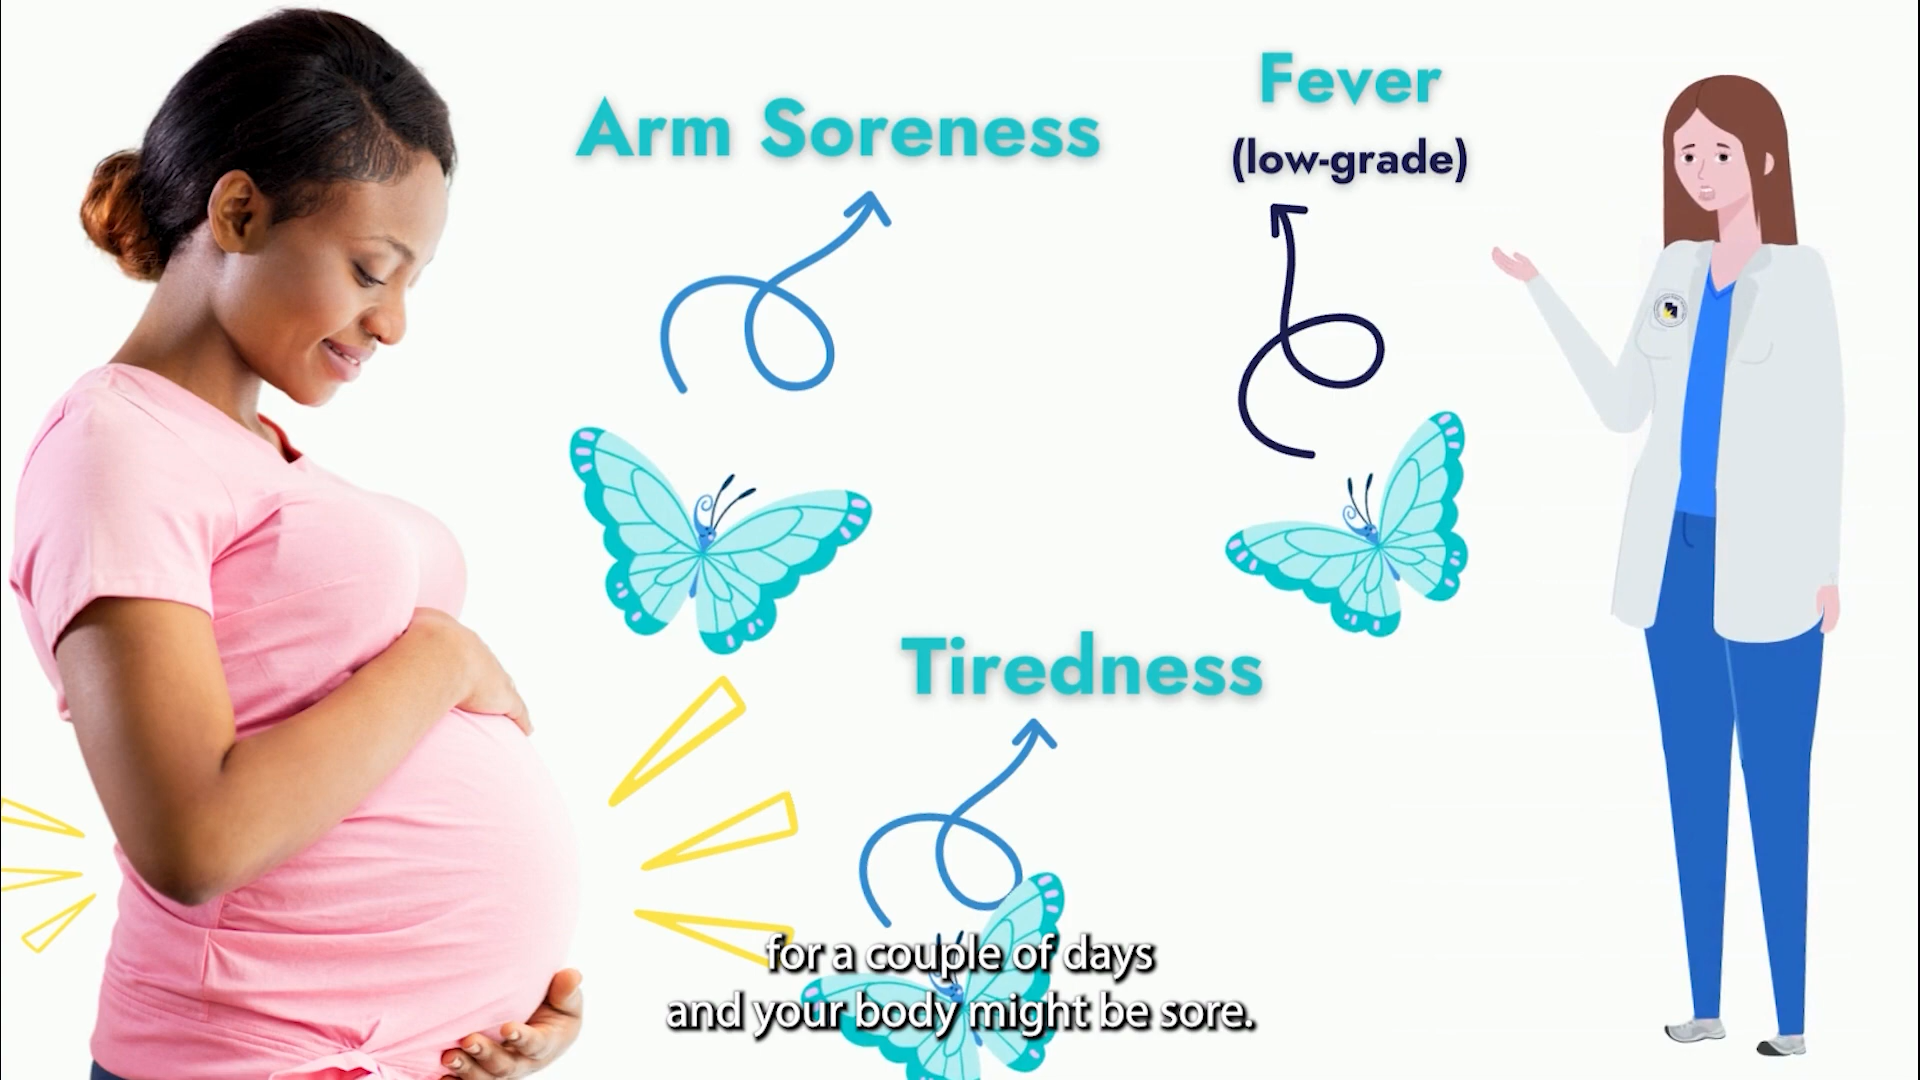 Arm Soreness
Fever
(low-grade)
Tiredness
for a couple of days
and your body might be sore.